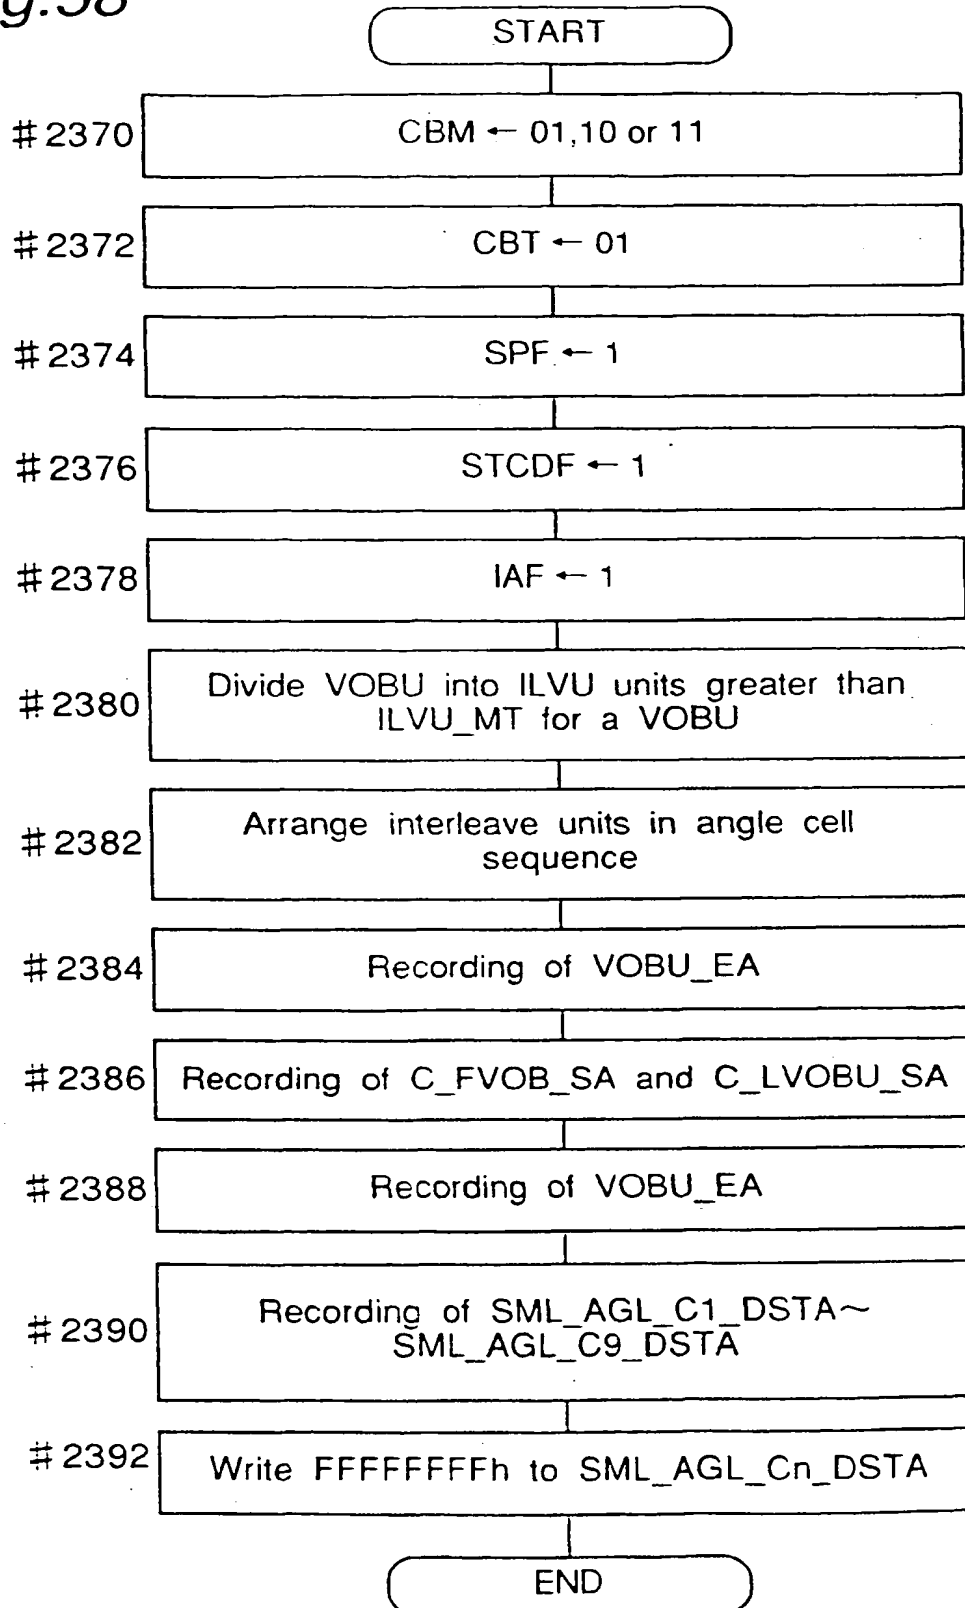 g.58
START
#2370
CBM ← 01,10 or 11
#2372
CBT ← 01
#2374
SPF ← 1
#2376
STCDF ← 1
#2378
IAF ← 1
#2380
Divide VOBU into ILVU units greater than
ILVU_MT for a VOBU
#2382
Arrange interleave units in angle cell
sequence
#2384
Recording of VOBU_EA
#2386
Recording of C_FVOB_SA and C_LVOBU_SA
#2388
Recording of VOBU_EA
#2390
Recording of SML_AGL_C1_DSTA~
SML_AGL_C9_DSTA
#2392
Write FFFFFFFFh to SML_AGL_Cn_DSTA
END